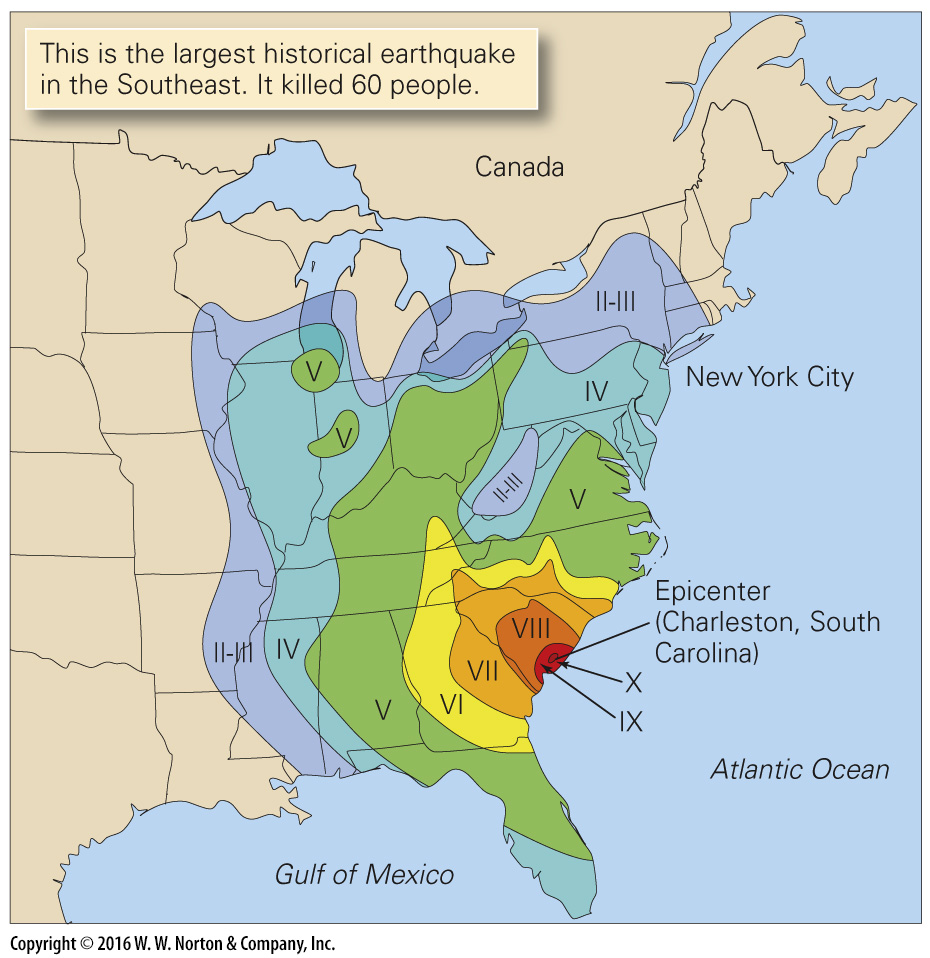 This is the largest historical earthquake
in the Southeast. It killed 60 people.
Canada
II-III
New York City
IV
V
V
II-III
V
Epicenter
(Charleston, South
Carolina)
VIII
II-III
IV
VII
X
VI
V
IX
Atlantic Ocean
Gulf of Mexico
Copyright © 2016 W. W. Norton & Company, Inc.